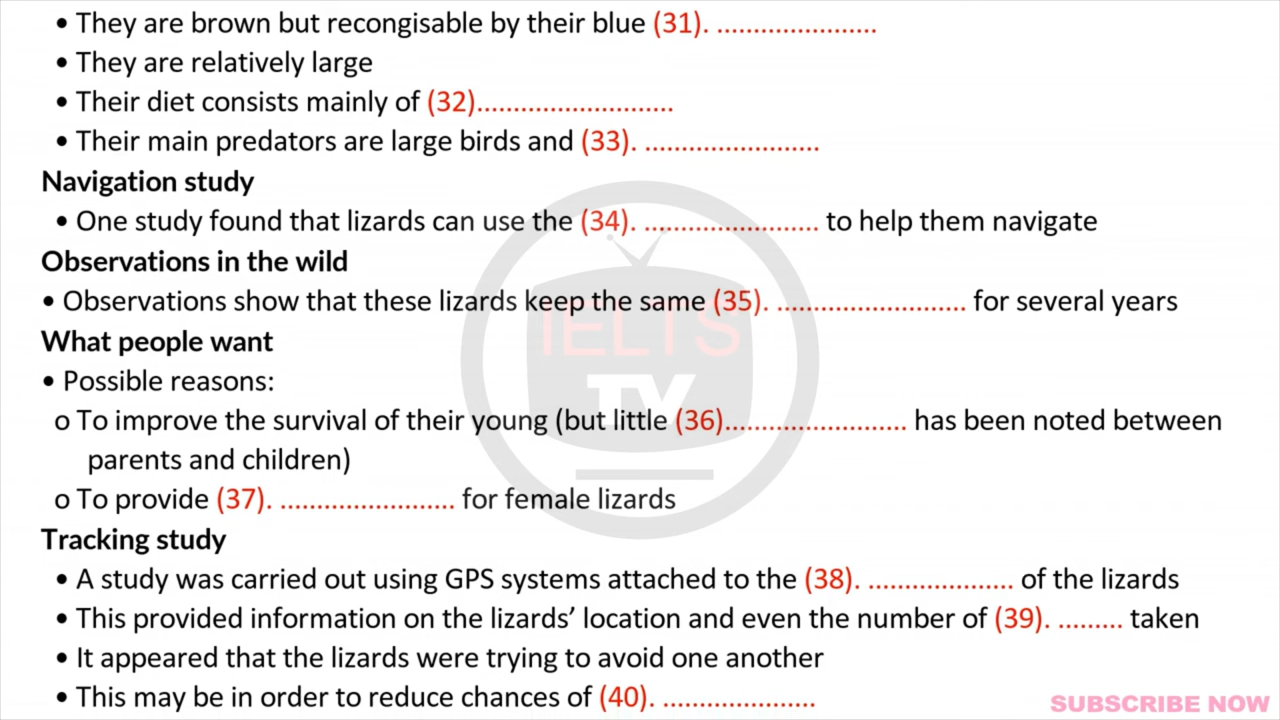 • They are brown but recongisable by their blue (31). .......................
• They are relatively large
• Their diet consists mainly of (32)............................
• Their main predators are large birds and (33). .........................
Navigation study
• One study found that lizards can use the (34). ......................... to help them navigate
Observations in the wild
• Observations show that these lizards keep the same (35). ........................... for several years
What people want
• Possible reasons:
o To improve the survival of their young (but little (36).......................... has been noted between
parents and children)
o To provide (37). ......................... for female lizards
Tracking study
• A study was carried out using GPS systems attached to the (38). ..................... of the lizards
• This provided information on the lizards’ location and even the number of (39). ......... taken
• It appeared that the lizards were trying to avoid one another
• This may be in order to reduce chances of (40). ......................
IELTS
TV
SUBSCRIBE NOW